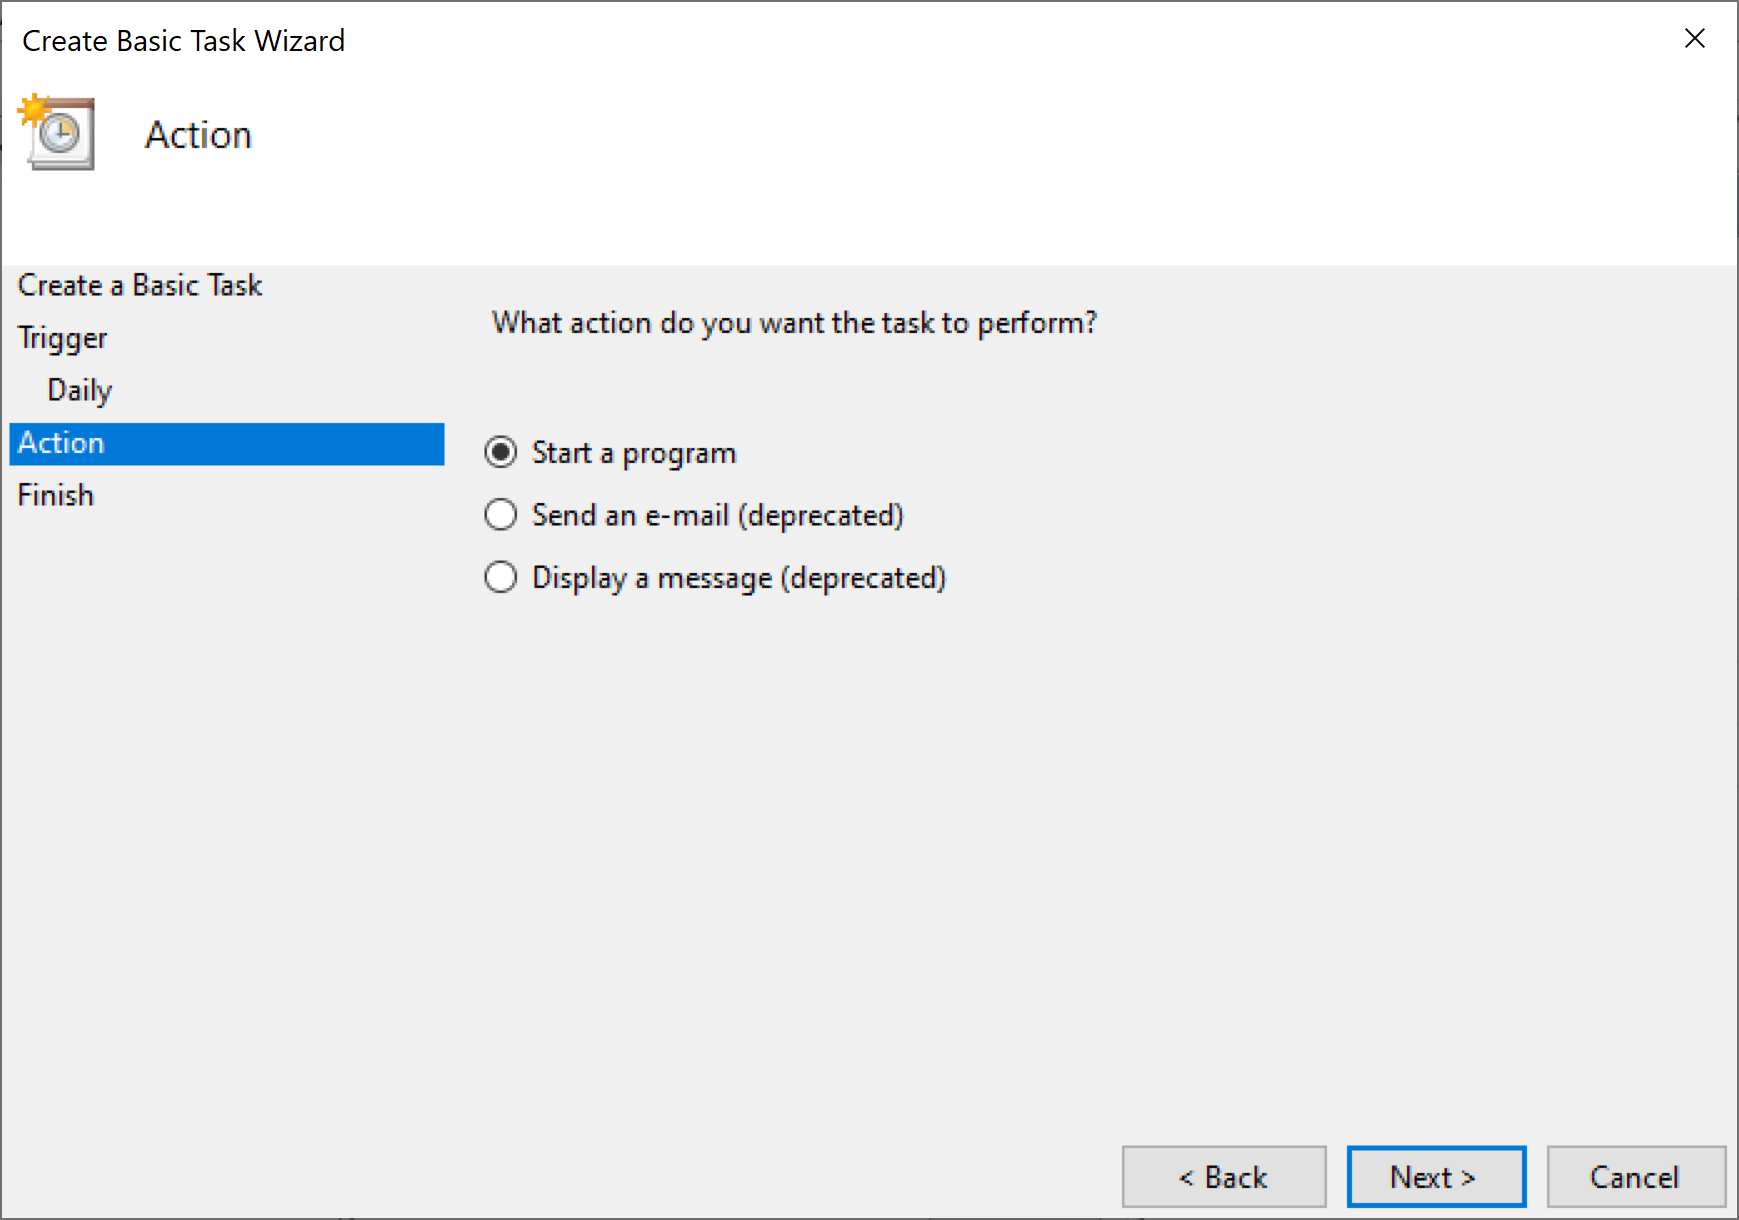 Create Basic Task Wizard
Action
Create a Basic Task
Trigger
Daily
Action
Finish
What action do you want the task to perform?
Start a program
Send an e-mail (deprecated)
Display a message (deprecated)
< Back
Next >
Cancel